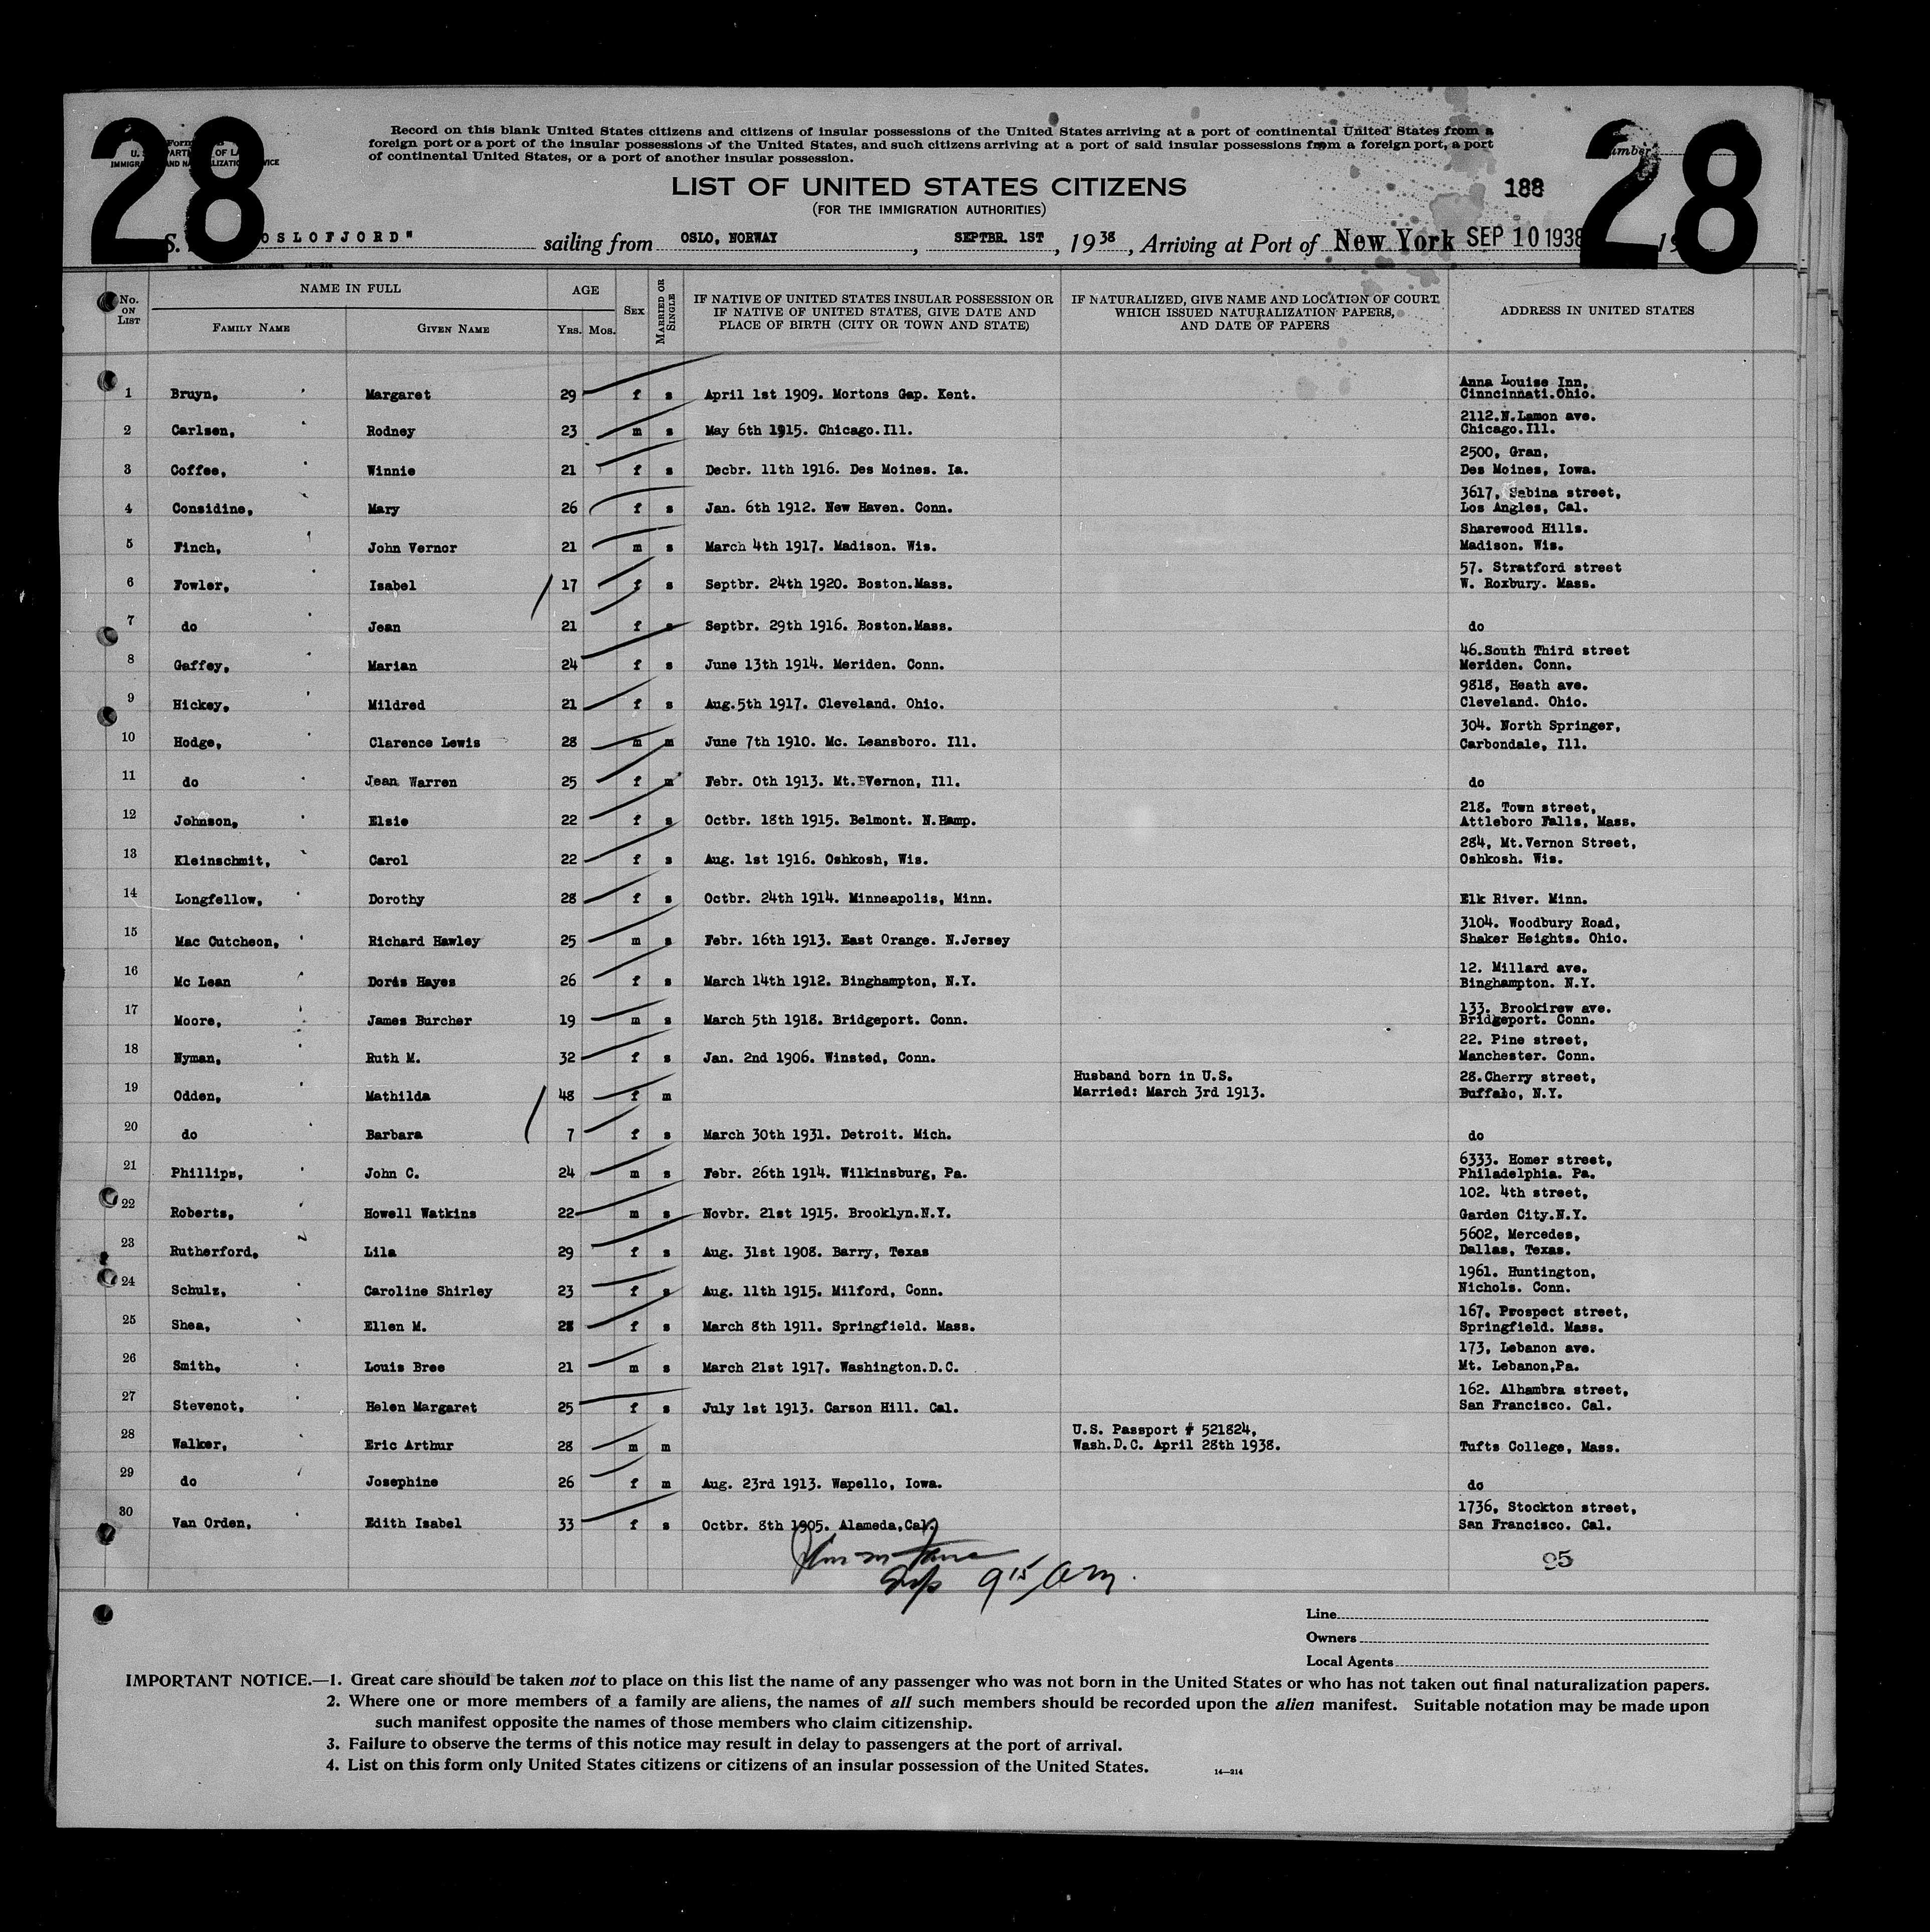 28
28
Record on this blank United States citizens and citizens of insular possessions of the United States arriving at a port of continental United States from a
foreign port or a port of the insular possessions of the United States, and such citizens arriving at a port of said insular possessions from a foreign port, a port
of continental United States, or a port of another insular possession.
LIST OF UNITED STATES CITIZENS
(FOR THE IMMIGRATION AUTHORITIES)
188
S. OSLOFJORD" sailing from OSLO, NORWAY, SEPTBR. 1ST, 1938, Arriving at Port of New York SEP 10 1938
No. ON LIST
NAME IN FULL
FAMILY NAME
GIVEN NAME
AGE
YRS. MOS.
SEX
MARRIED OR SINGLE
IF NATIVE OF UNITED STATES INSULAR POSSESSION OR
IF NATIVE OF UNITED STATES, GIVE DATE AND
PLACE OF BIRTH (CITY OR TOWN AND STATE)
IF NATURALIZED, GIVE NAME AND LOCATION OF COURT
WHICH ISSUED NATURALIZATION PAPERS,
AND DATE OF PAPERS
ADDRESS IN UNITED STATES
1 Bruyn, Margaret 29 f s April 1st 1909. Mortons Gap. Kent. Anna Louise Inn,
Cinncinnati.Ohio.
2 Carlsen, Rodney 23 m s May 6th 1915. Chicago.Ill. 2112.N.Lamon ave.
Chicago.Ill.
3 Coffee, Winnie 21 f s Decbr. 11th 1916. Des Moines. Ia. 2500, Gran,
Des Moines, Iowa.
4 Considine, Mary 26 f s Jan. 6th 1912. New Haven. Conn. 3617, Sabina street,
Los Angles, Cal.
5 Finch, John Vernor 21 m s March 4th 1917. Madison. Wis. Sharewood Hills.
Madison. Wis.
6 Fowler, Isabel 17 f s Septbr. 24th 1920. Boston.Mass. 57. Stratford street
W. Roxbury. Mass.
7 do Jean 21 f s Septbr. 29th 1916. Boston.Mass. do
8 Gaffey, Marian 24 f s June 13th 1914. Meriden. Conn. 46.South Third street
Meriden. Conn.
9 Hickey, Mildred 21 f s Aug.5th 1917. Cleveland. Ohio. 9818, Heath ave.
Cleveland. Ohio.
10 Hodge, Clarence Lewis 28 m m June 7th 1910. Mc. Leansboro. Ill. 304. North Springer,
Carbondale, Ill.
11 do Jean Warren 25 f m Febr. 0th 1913. Mt. Vernon, Ill. do
12 Johnson, Elsie 22 f s Octbr. 18th 1915. Belmont. N.Hamp. 218. Town street,
Attleboro Falls, Mass.
13 Kleinschmit, Carol 22 f s Aug. 1st 1916. Oshkosh, Wis. 284, Mt.Vernon Street,
Oshkosh. Wis.
14 Longfellow, Dorothy 28 f s Octbr. 24th 1914. Minneapolis, Minn. Elk River. Minn.
15 Mac Cutcheon, Richard Hawley 25 m s Febr. 16th 1913. East Orange. N.Jersey 3104. Woodbury Road,
Shaker Heights. Ohio.
16 Mc Lean Doris Hayes 26 f s March 14th 1912. Binghampton, N.Y. 12. Millard ave.
Binghampton. N.Y.
17 Moore, James Burcher 19 m s March 5th 1918. Bridgeport. Conn. 133. Brookirew ave.
Bridgeport. Conn.
18 Nyman, Ruth M. 32 f s Jan. 2nd 1906. Winsted, Conn. 22. Pine street,
Manchester. Conn.
19 Odden, Mathilda 48 f m Husband born in U.S.
Married: March 3rd 1913. 28.Cherry street,
Buffalo, N.Y.
20 do Barbara 7 f s March 30th 1931. Detroit. Mich. do
21 Phillips, John C. 24 m s Febr. 26th 1914. Wilkinsburg, Pa. 6333. Homer street,
Philadelphia. Pa.
22 Roberts, Howell Watkins 22 m s Novbr. 21st 1915. Brooklyn.N.Y. 102. 4th street,
Garden City.N.Y.
23 Rutherford, Lila 29 f s Aug. 31st 1908. Barry, Texas 5602, Mercedes,
Dallas, Texas.
24 Schulz, Caroline Shirley 23 f s Aug. 11th 1915. Milford, Conn. 1961. Huntington,
Nichols. Conn.
25 Shea, Ellen M. 28 f s March 8th 1911. Springfield. Mass. 167, Prospect street,
Springfield. Mass.
26 Smith, Louis Bree 21 m s March 21st 1917. Washington.D.C. 173, Lebanon ave.
Mt. Lebanon,Pa.
27 Stevenot, Helen Margaret 25 f s July 1st 1913. Carson Hill. Cal. 162. Alhambra street,
San Francisco. Cal.
28 Walker, Eric Arthur 28 m m U.S. Passport # 521824,
Wash.D.C. April 28th 1938. Tufts College, Mass.
29 do Josephine 26 f m Aug. 23rd 1913. Wapello, Iowa. do
30 Van Orden, Edith Isabel 33 f s Octbr. 8th 1905. Alameda,Cal. 1736, Stockton street,
San Francisco. Cal.
95
9 15 AM.
Line
Owners
Local Agents
IMPORTANT NOTICE.—1. Great care should be taken not to place on this list the name of any passenger who was not born in the United States or who has not taken out final naturalization papers.
2. Where one or more members of a family are aliens, the names of all such members should be recorded upon the alien manifest. Suitable notation may be made upon
such manifest opposite the names of those members who claim citizenship.
3. Failure to observe the terms of this notice may result in delay to passengers at the port of arrival.
4. List on this form only United States citizens or citizens of an insular possession of the United States.
14—214